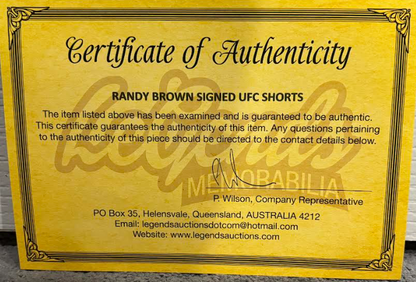 Certificate of Authenticity
RANDY BROWN SIGNED UFC SHORTS
The item listed above has been examined and is guaranteed to be authentic.
This certificate guarantees the authenticity of this item. Any questions pertaining
to the authenticity of this piece should be directed to the contact details below.
Legends
MEMORABILIA
P. Wilson, Company Representative
PO Box 35, Helensvale, Queensland, AUSTRALIA 4212
Email: legendsauctionsdotcom@hotmail.com
Website: www.legendsauctions.com